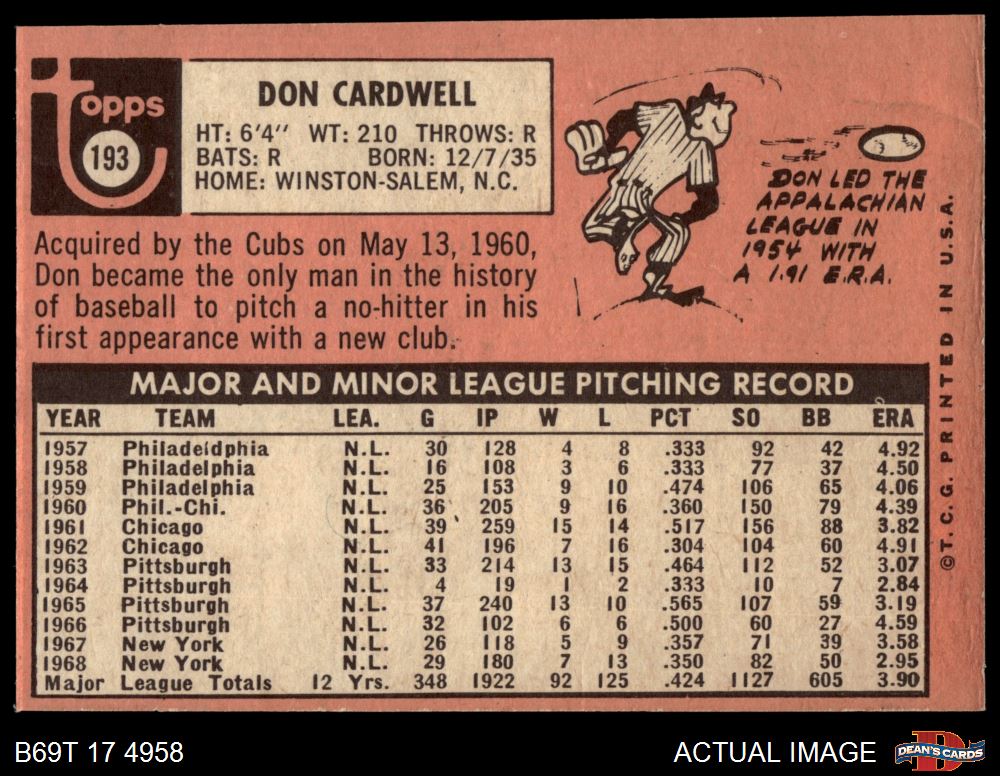 Topps
193
DON CARDWELL
HT: 6'4" WT: 210 THROWS: R
BATS: R BORN: 12/7/35
HOME: WINSTON-SALEM, N.C.
Acquired by the Cubs on May 13, 1960,
Don became the only man in the history
of baseball to pitch a no-hitter in his
first appearance with a new club.
DON LED THE
APPALACHIAN
LEAGUE IN
1954 WITH
A 1.91 E.R.A.
©T. C. G. PRINTED IN U.S.A.
MAJOR AND MINOR LEAGUE PITCHING RECORD
YEAR TEAM LEA. G IP W L PCT SO BB ERA
1957 Philadeldphia N.L. 30 128 4 8 .333 92 42 4.92
1958 Philadelphia N.L. 16 108 3 6 .333 77 37 4.50
1959 Philadelphia N.L. 25 153 9 10 .474 106 65 4.06
1960 Phil.-Chi. N.L. 36 205 9 16 .360 150 79 4.39
1961 Chicago N.L. 39 259 15 14 .517 156 88 3.82
1962 Chicago N.L. 41 196 7 16 .304 104 60 4.91
1963 Pittsburgh N.L. 33 214 13 15 .464 112 52 3.07
1964 Pittsburgh N.L. 4 19 1 2 .333 10 7 2.84
1965 Pittsburgh N.L. 37 240 13 10 .565 107 59 3.19
1966 Pittsburgh N.L. 32 102 6 6 .500 60 27 4.59
1967 New York N.L. 26 118 5 9 .357 71 39 3.58
1968 New York N.L. 29 180 7 13 .350 82 50 2.95
Major League Totals 12 Yrs. 348 1922 92 125 .424 1127 605 3.90
B69T 17 4958
ACTUAL IMAGE
D
DEAN'S CARDS